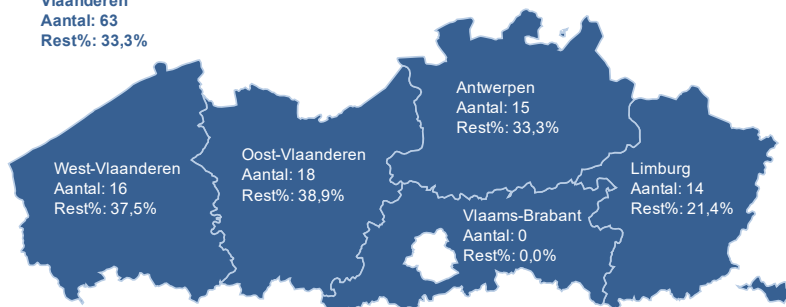 Vlaanderen
Aantal: 63
Rest%: 33,3%
Antwerpen
Aantal: 15
Rest%: 33,3%
West-Vlaanderen
Aantal: 16
Rest%: 37,5%
Oost-Vlaanderen
Aantal: 18
Rest%: 38,9%
Limburg
Aantal: 14
Rest%: 21,4%
Vlaams-Brabant
Aantal: 0
Rest%: 0,0%